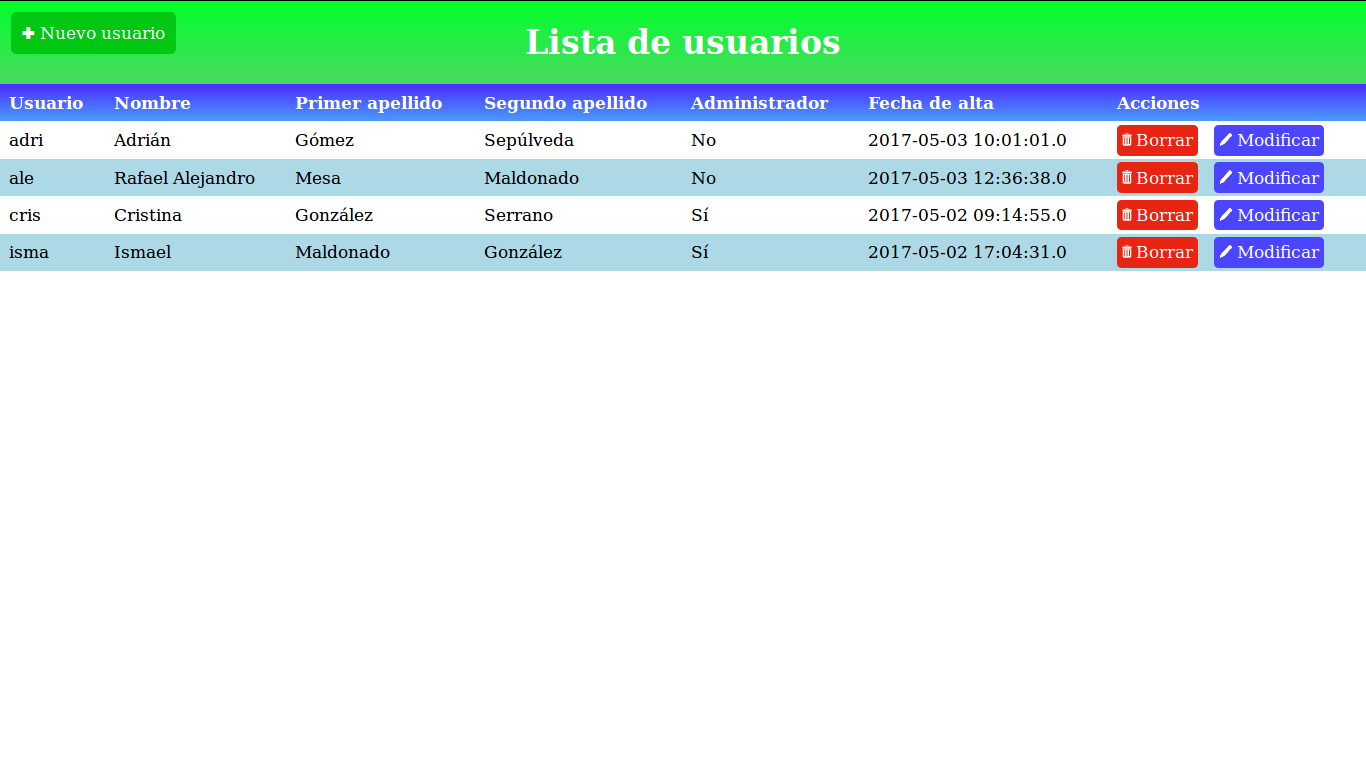 Nuevo usuario
Lista de usuarios
Usuario Nombre Primer apellido Segundo apellido Administrador Fecha de alta Acciones
adri Adrián Gómez Sepúlveda No 2017-05-03 10:01:01.0 Borrar Modificar
ale Rafael Alejandro Mesa Maldonado No 2017-05-03 12:36:38.0 Borrar Modificar
cris Cristina González Serrano Sí 2017-05-02 09:14:55.0 Borrar Modificar
isma Ismael Maldonado González Sí 2017-05-02 17:04:31.0 Borrar Modificar